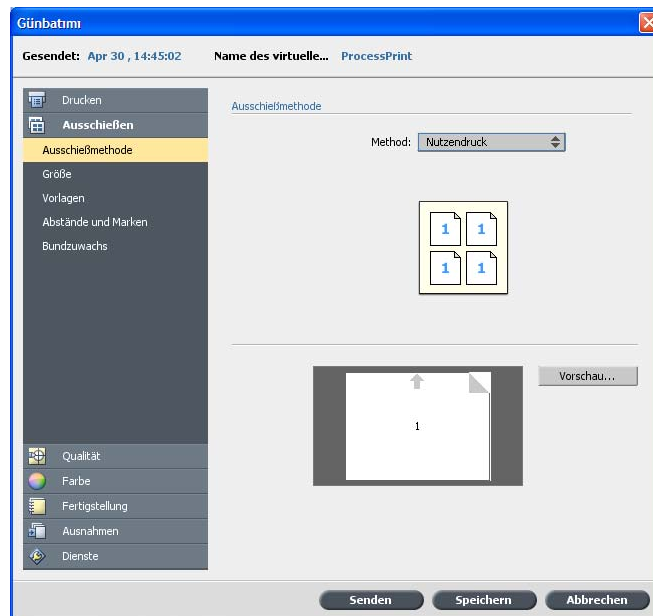 Günbatımı
Gesendet: Apr 30 , 14:45:02 Name des virtuelle... ProcessPrint
Drucken
Ausschießen
Ausschießmethode
Größe
Vorlagen
Abstände und Marken
Bundzuwachs
Qualität
Farbe
Fertigstellung
Ausnahmen
Dienste
Ausschießmethode
Method: Nutzendruck
1 1
1 1
1
Vorschau...
Senden Speichern Abbrechen